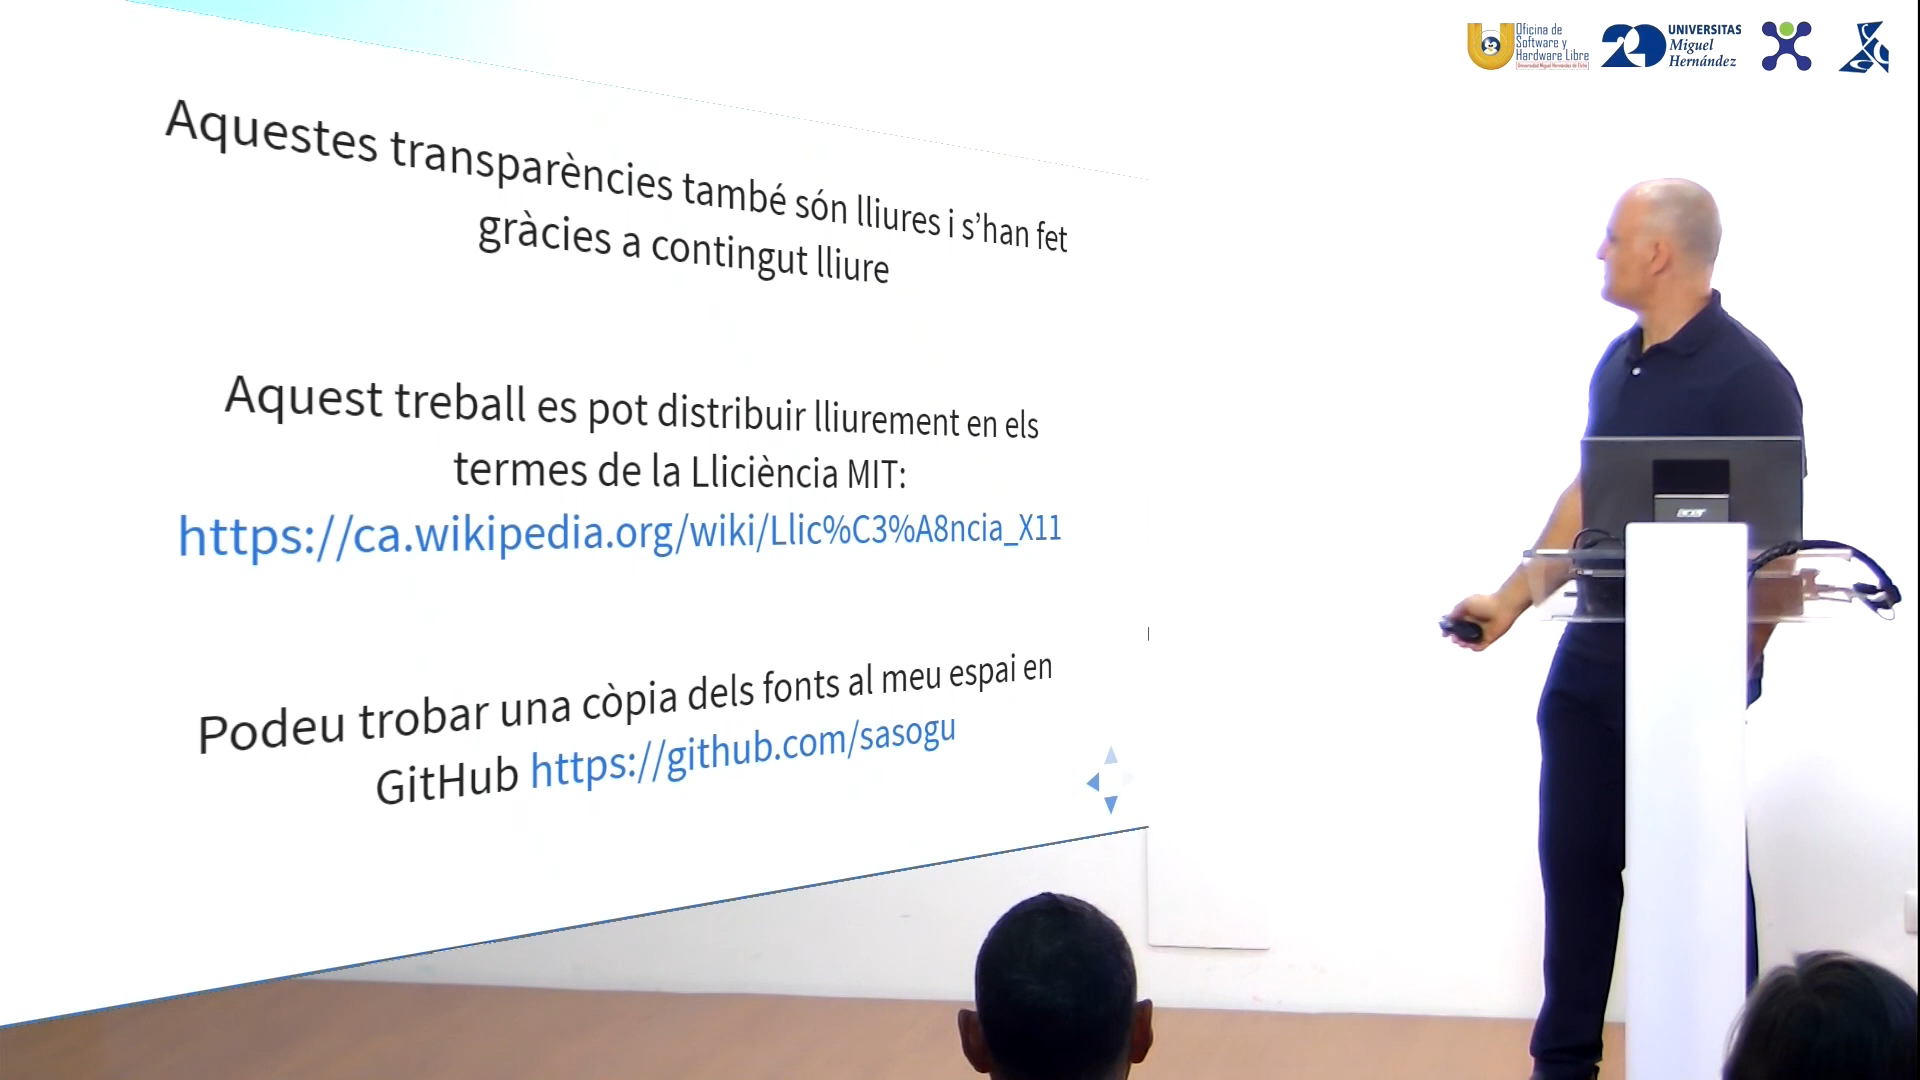 Oficina de
Software y
Hardware Libre
Universidad Miguel Hernández de Elche
20
UNIVERSITAS
Miguel
Hernández
Aquestes transparències també són lliures i s'han fet
gràcies a contingut lliure
Aquest treball es pot distribuir lliurement en els
termes de la Lliciència MIT:
https://ca.wikipedia.org/wiki/Llic%C3%A8ncia_X11
Podeu trobar una còpia dels fonts al meu espai en
GitHub https://github.com/sasogu
acer